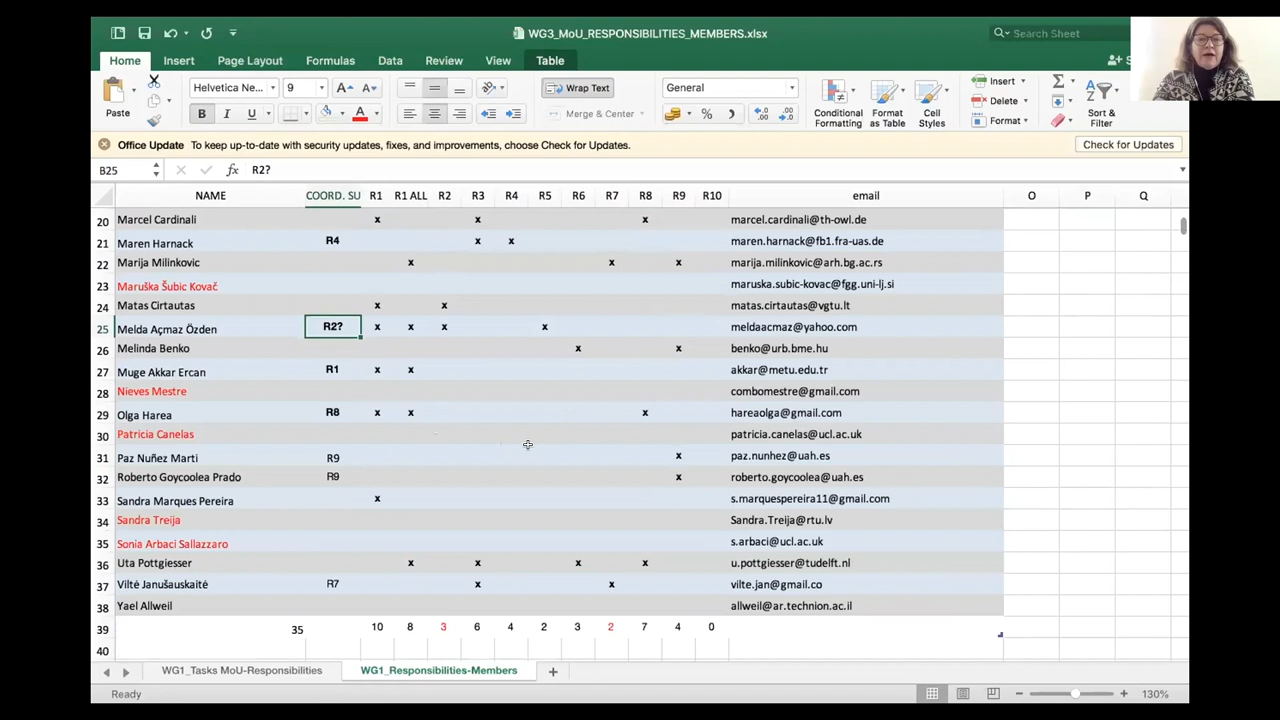 WG3_MoU_RESPONSIBILITIES_MEMBERS.xlsx
Search Sheet
Home Insert Page Layout Formulas Data Review View Table
Helvetica Ne... 9 Wrap Text General Insert
Delete
Paste B I U Merge & Center Conditional Formatting Format as Table Cell Styles Format Sort & Filter
Office Update To keep up-to-date with security updates, fixes, and improvements, choose Check for Updates. Check for Updates
B25 fx R2?
NAME COORD. SU R1 R1 ALL R2 R3 R4 R5 R6 R7 R8 R9 R10 email O P Q
20 Marcel Cardinali x x x marcel.cardinali@th-owl.de
21 Maren Harnack R4 x x maren.harnack@fb1.fra-uas.de
22 Marija Milinkovic x x x marija.milinkovic@arh.bg.ac.rs
23 Maruška Šubic Kovač maruska.subic-kovac@fgg.uni-lj.si
24 Matas Cirtautas x x matas.cirtautas@vgtu.lt
25 Melda Açmaz Özden R2? x x x x meldaacmaz@yahoo.com
26 Melinda Benko x x benko@urb.bme.hu
27 Muge Akkar Ercan R1 x x akkar@metu.edu.tr
28 Nieves Mestre combomestre@gmail.com
29 Olga Harea R8 x x x hareaolga@gmail.com
30 Patricia Canelas patricia.canelas@ucl.ac.uk
31 Paz Nuñez Marti R9 x paz.nunhez@uah.es
32 Roberto Goycoolea Prado R9 x roberto.goycoolea@uah.es
33 Sandra Marques Pereira x s.marquespereira11@gmail.com
34 Sandra Treija Sandra.Treija@rtu.lv
35 Sonia Arbaci Sallazzaro s.arbaci@ucl.ac.uk
36 Uta Pottgiesser x x x x u.pottgiesser@tudelft.nl
37 Viltė Janušauskaitė R7 x x vilte.jan@gmail.co
38 Yael Allweil allweil@ar.technion.ac.il
39 35 10 8 3 6 4 2 3 2 7 4 0
40
WG1_Tasks MoU-Responsibilities WG1_Responsibilities-Members
Ready 130%